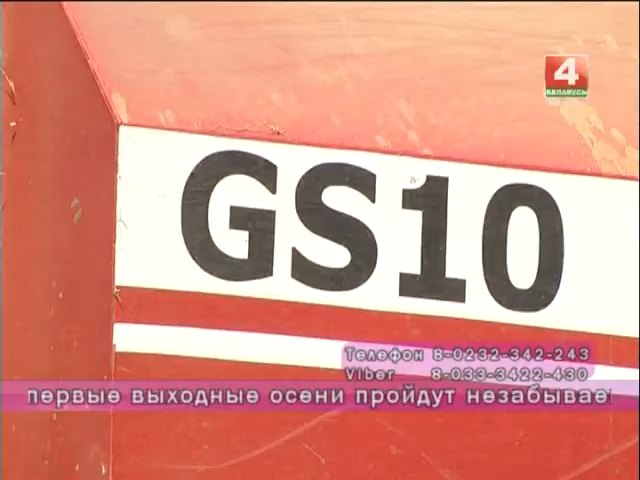 4
БЕЛАРУСЬ
GS10
Телефон 8-0232-342-243
Viber 8-033-3422-430
первые выходные осени пройдут незабывае